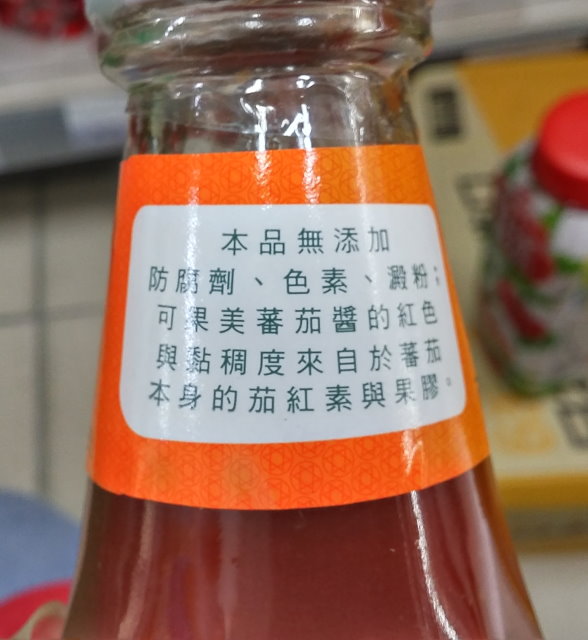 本品無添加
防腐劑、色素、澱粉;
可果美蕃茄醬的紅色
與黏稠度來自於蕃茄
本身的茄紅素與果膠。